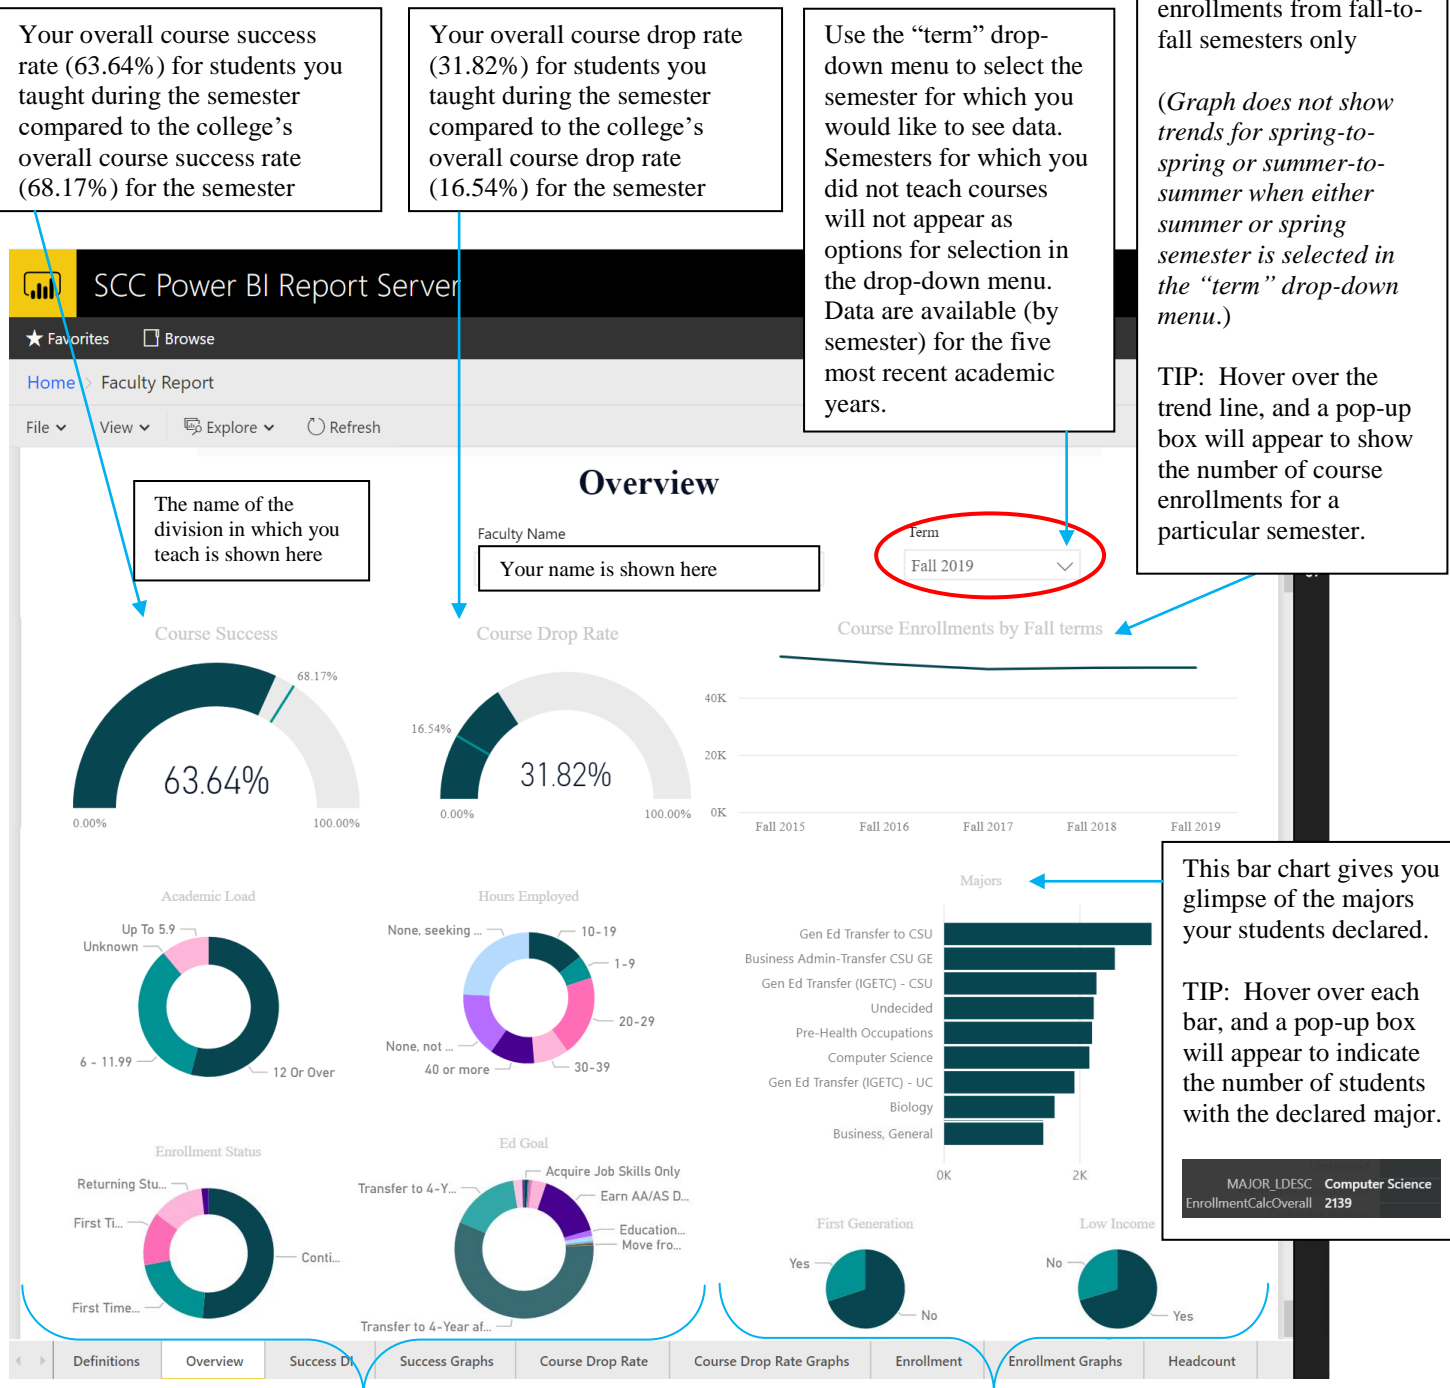 Your overall course success
rate (63.64%) for students you
taught during the semester
compared to the college’s
overall course success rate
(68.17%) for the semester
Your overall course drop rate
(31.82%) for students you
taught during the semester
compared to the college’s
overall course drop rate
(16.54%) for the semester
Use the “term” drop-
down menu to select the
semester for which you
would like to see data.
Semesters for which you
did not teach courses
will not appear as
options for selection in
the drop-down menu.
Data are available (by
semester) for the five
most recent academic
years.
enrollments from fall-to-
fall semesters only
(Graph does not show
trends for spring-to-
spring or summer-to-
summer when either
summer or spring
semester is selected in
the “term” drop-down
menu.)
TIP: Hover over the
trend line, and a pop-up
box will appear to show
the number of course
enrollments for a
particular semester.
SCC Power BI Report Server
Favorites Browse
Home > Faculty Report
File View Explore Refresh
Overview
The name of the
division in which you
teach is shown here
Faculty Name
Your name is shown here
Term
Fall 2019
Course Success
68.17%
63.64%
0.00% 100.00%
Course Drop Rate
16.54%
31.82%
0.00% 100.00%
Course Enrollments by Fall terms
40K
20K
0K
Fall 2015 Fall 2016 Fall 2017 Fall 2018 Fall 2019
Academic Load
Up To 5.9
Unknown
6 - 11.99
12 Or Over
Hours Employed
None, seeking ...
10-19
1-9
20-29
None, not ...
40 or more
30-39
Majors
Gen Ed Transfer to CSU
Business Admin-Transfer CSU GE
Gen Ed Transfer (IGETC) - CSU
Undecided
Pre-Health Occupations
Computer Science
Gen Ed Transfer (IGETC) - UC
Biology
Business, General
0K 2K
This bar chart gives you
glimpse of the majors
your students declared.
TIP: Hover over each
bar, and a pop-up box
will appear to indicate
the number of students
with the declared major.
MAJOR_LDESC Computer Science
EnrollmentCalcOverall 2139
Enrollment Status
Returning Stu...
First Ti...
Conti...
First Time...
Ed Goal
Acquire Job Skills Only
Transfer to 4-Y...
Earn AA/AS D...
Education...
Move fro...
Transfer to 4-Year af...
First Generation
Yes
No
Low Income
No
Yes
Definitions Overview Success DI Success Graphs Course Drop Rate Course Drop Rate Graphs Enrollment Enrollment Graphs Headcount